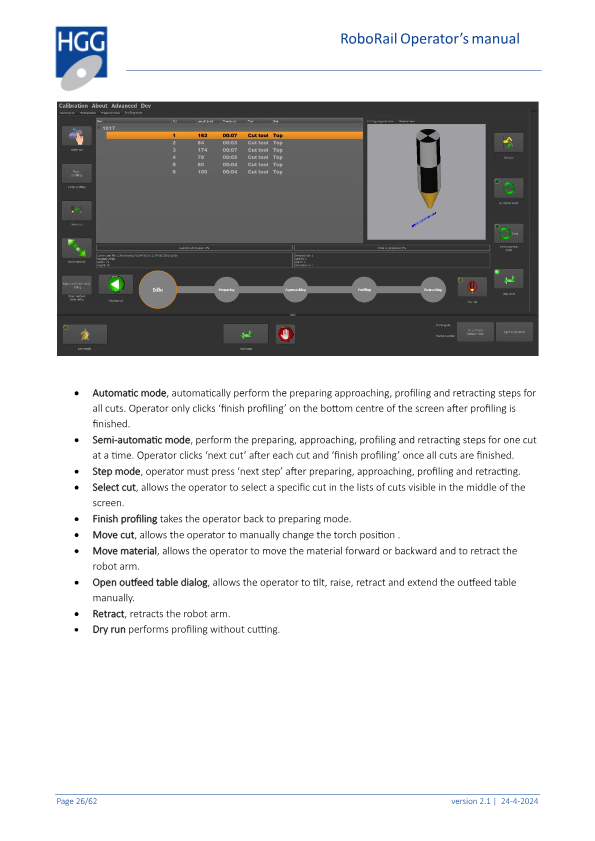 HGG
RoboRail Operator's manual
Calibration About Advanced Dev
1017
1 162 00:07 Cut tool Top
2 84 00:03 Cut tool Top
3 174 00:07 Cut tool Top
4 78 00:05 Cut tool Top
100 00:04 Cut tool Top
Idle
Preparing
Approaching
Profiling
Retracting
• Automatic mode, automatically perform the preparing approaching, profiling and retracting steps for
all cuts. Operator only clicks 'finish profiling' on the bottom centre of the screen after profiling is
finished.
• Semi-automatic mode, perform the preparing, approaching, profiling and retracting steps for one cut
at a time. Operator clicks 'next cut' after each cut and 'finish profiling' once all cuts are finished.
• Step mode, operator must press 'next step' after preparing, approaching, profiling and retracting.
• Select cut, allows the operator to select a specific cut in the lists of cuts visible in the middle of the
screen.
• Finish profiling takes the operator back to preparing mode.
• Move cut, allows the operator to manually change the torch position .
• Move material, allows the operator to move the material forward or backward and to retract the
robot arm.
• Open outfeed table dialog, allows the operator to tilt, raise, retract and extend the outfeed table
manually.
• Retract, retracts the robot arm.
• Dry run performs profiling without cutting.
Page 26/62
version 2.1 | 24-4-2024